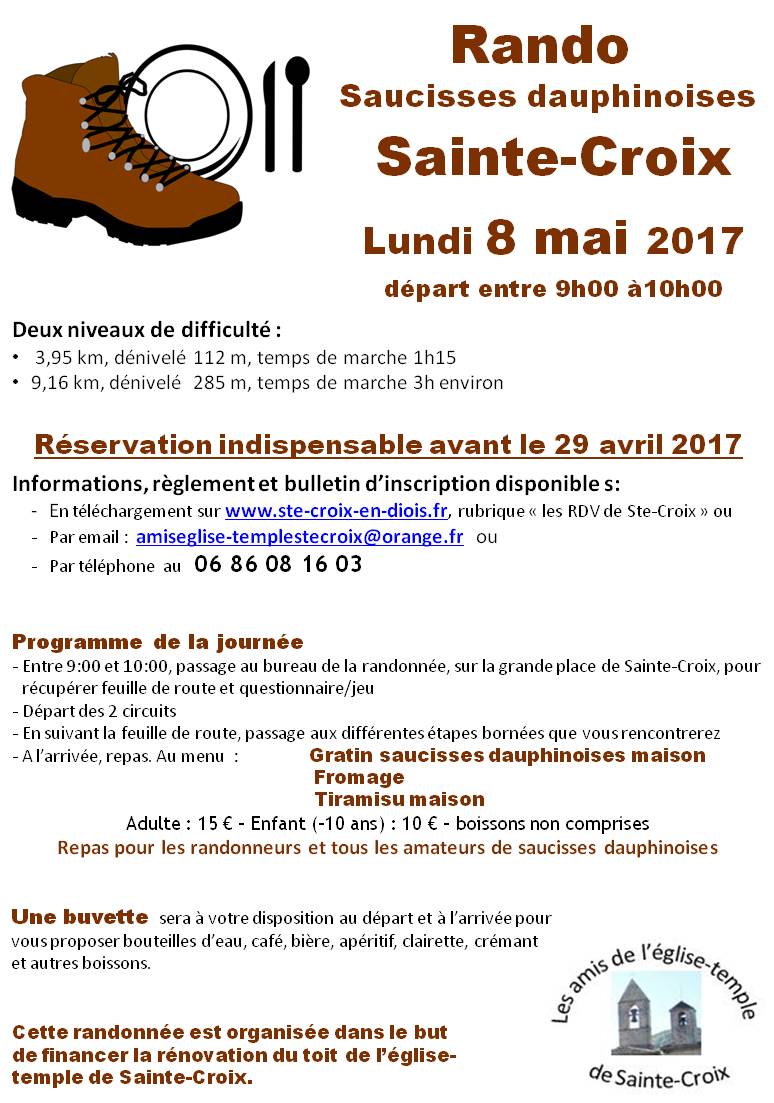 Rando
Saucisses dauphinoises
Sainte-Croix
Lundi 8 mai 2017
départ entre 9h00 à10h00
Deux niveaux de difficulté :
• 3,95 km, dénivelé 112 m, temps de marche 1h15
• 9,16 km, dénivelé 285 m, temps de marche 3h environ
Réservation indispensable avant le 29 avril 2017
Informations, règlement et bulletin d’inscription disponible s:
- En téléchargement sur www.ste-croix-en-diois.fr, rubrique « les RDV de Ste-Croix » ou
- Par email : amiseglise-templestecroix@orange.fr ou
- Par téléphone au 06 86 08 16 03
Programme de la journée
- Entre 9:00 et 10:00, passage au bureau de la randonnée, sur la grande place de Sainte-Croix, pour
récupérer feuille de route et questionnaire/jeu
- Départ des 2 circuits
- En suivant la feuille de route, passage aux différentes étapes bornées que vous rencontrerez
- A l’arrivée, repas. Au menu : Gratin saucisses dauphinoises maison
Fromage
Tiramisu maison
Adulte : 15 € – Enfant (-10 ans) : 10 € – boissons non comprises
Repas pour les randonneurs et tous les amateurs de saucisses dauphinoises
Une buvette sera à votre disposition au départ et à l’arrivée pour
vous proposer bouteilles d’eau, café, bière, apéritif, clairette, crémant
et autres boissons.
Cette randonnée est organisée dans le but
de financer la rénovation du toit de l’église-
temple de Sainte-Croix.
Les amis de l’église-temple
de Sainte-Croix